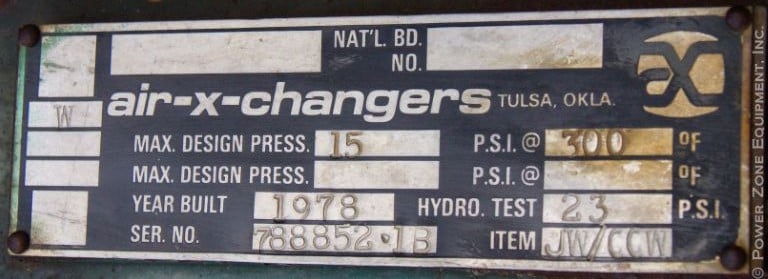 NAT'L. BD.
NO.
aX
W air-x-changers TULSA, OKLA.
MAX. DESIGN PRESS. 15 P.S.I. @ 300 °F
MAX. DESIGN PRESS. P.S.I. @ °F
YEAR BUILT 1978 HYDRO. TEST 23 P.S.I.
SER. NO. 788852-1B ITEM JW/CCW
© POWER ZONE EQUIPMENT, INC.